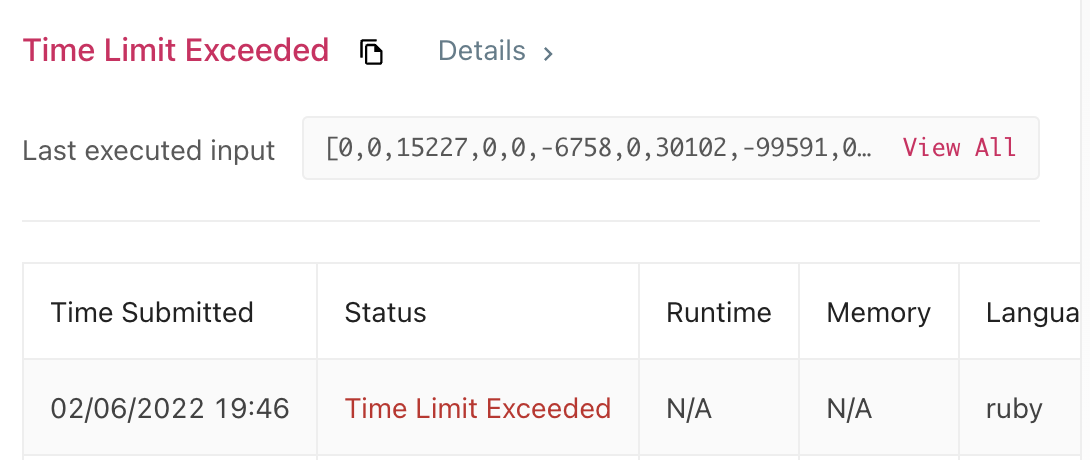 Time Limit Exceeded Details >
Last executed input [0,0,15227,0,0,-6758,0,30102,-99591,0… View All
Time Submitted Status Runtime Memory Langua
02/06/2022 19:46 Time Limit Exceeded N/A N/A ruby